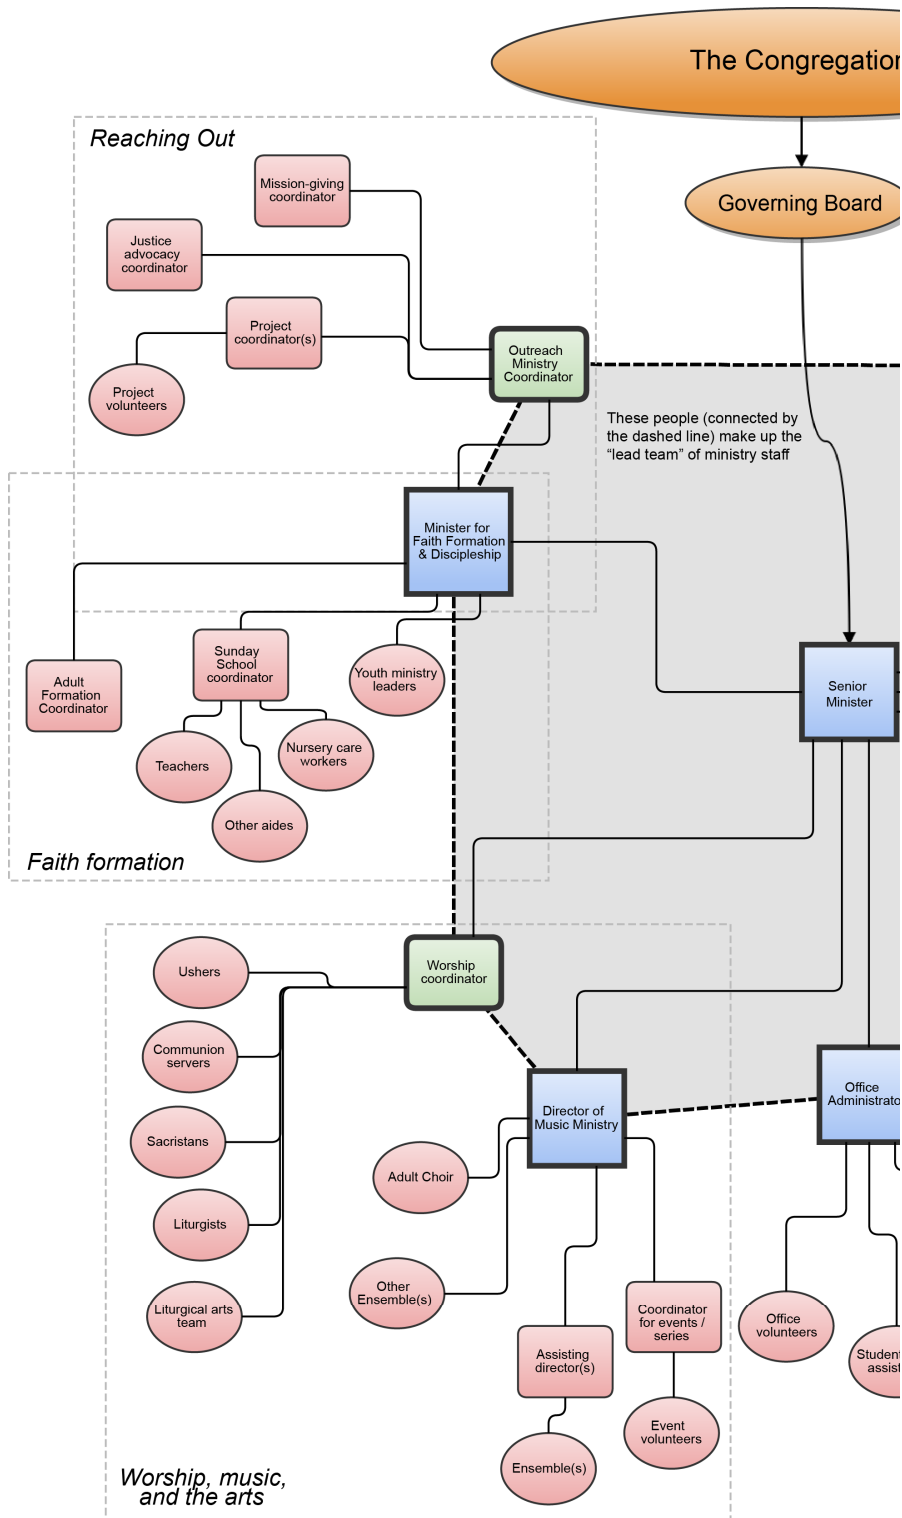 The Congregation
Reaching Out
Mission-giving
coordinator
Governing Board
Justice
advocacy
coordinator
Project
coordinator(s)
Outreach
Ministry
Coordinator
Project
volunteers
These people (connected by
the dashed line) make up the
“lead team” of ministry staff
Minister for
Faith Formation
& Discipleship
Sunday
School
coordinator
Youth ministry
leaders
Adult
Formation
Coordinator
Senior
Minister
Teachers
Nursery care
workers
Other aides
Faith formation
Ushers
Worship
coordinator
Communion
servers
Office
Administrato
Sacristans
Director of
Music Ministry
Adult Choir
Liturgists
Other
Ensemble(s)
Liturgical arts
team
Coordinator
for events /
series
Office
volunteers
Assisting
director(s)
Student
assist
Event
volunteers
Ensemble(s)
Worship, music,
and the arts